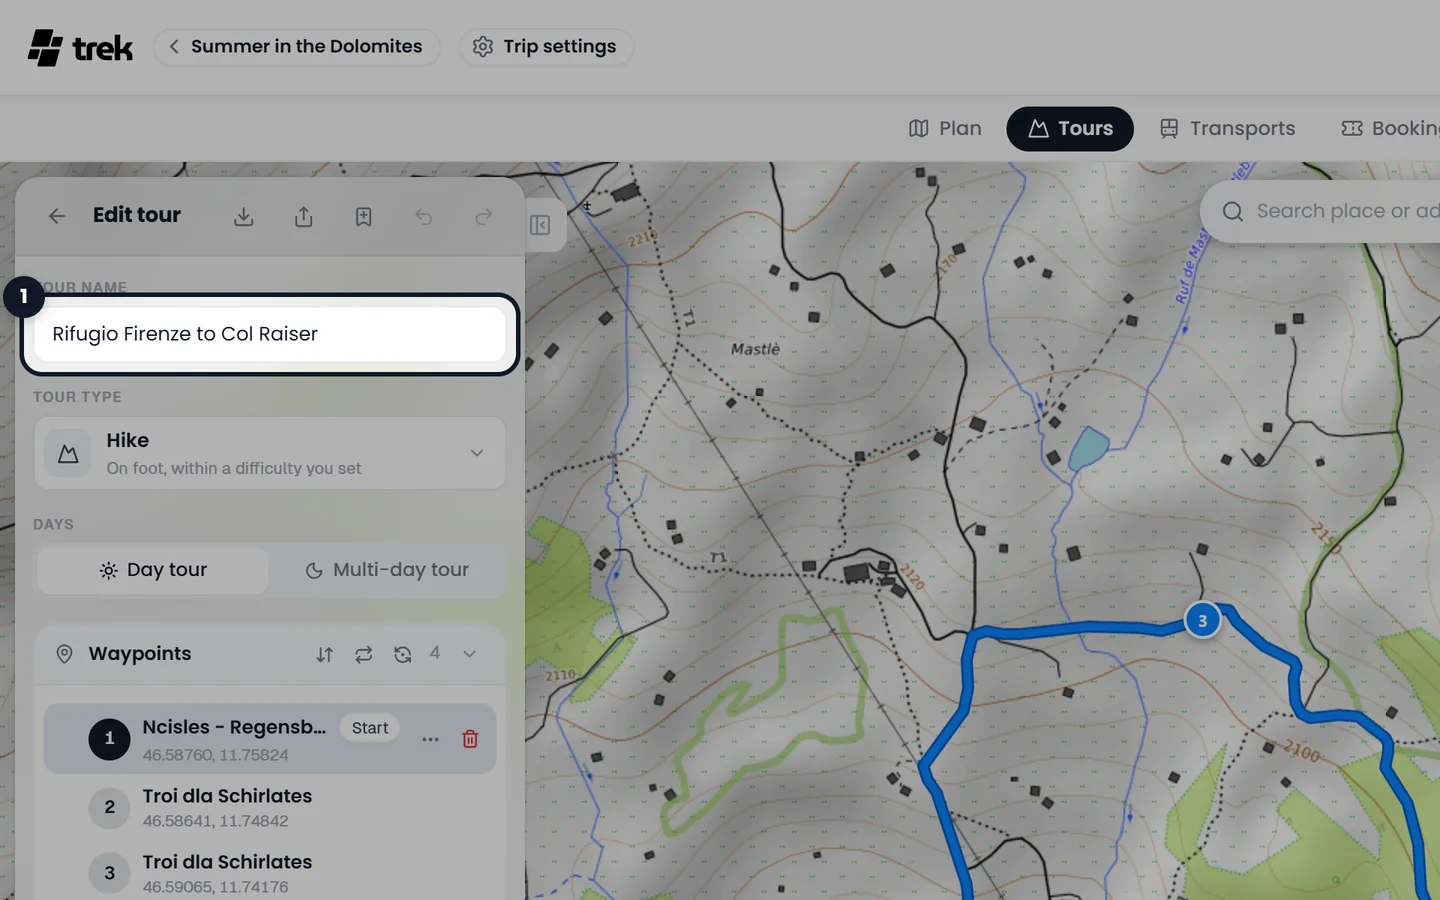 trek
Summer in the Dolomites
Trip settings
Plan
Tours
Transports
Edit tour
Search place or ad
1
OUR NAME
Rifugio Firenze to Col Raiser
TOUR TYPE
Hike
On foot, within a difficulty you set
DAYS
Day tour
Multi-day tour
Waypoints
4
1
Ncisles - Regensb...
Start
46.58760, 11.75824
2
Troi dla Schirlates
46.58641, 11.74842
3
Troi dla Schirlates
46.59065, 11.74176
2210
2170
T1
Mastlè
Ruf de Mast
T1
2120
2150
2110
3
2100